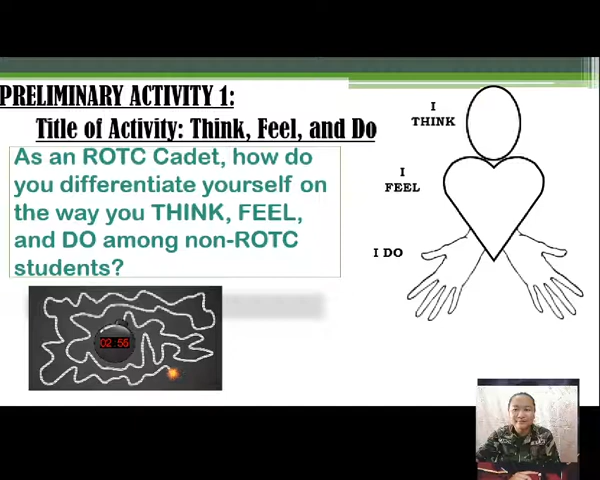 PRELIMINARY ACTIVITY 1:
Title of Activity: Think, Feel, and Do
As an ROTC Cadet, how do
you differentiate yourself on
the way you THINK, FEEL,
and DO among non-ROTC
students?
I
THINK
I
FEEL
I DO
02:56